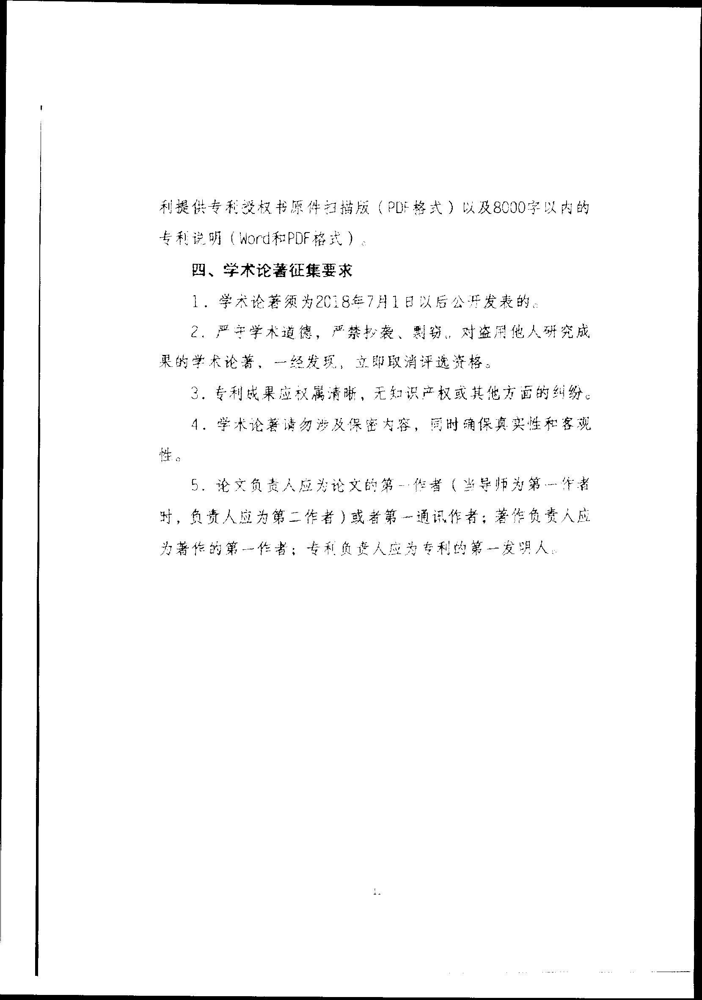 利提供专利授权书原件扫描版（PDF格式）以及8000字以内的
专利说明（Word和PDF格式）。
四、学术论著征集要求
1. 学术论著须为2018年7月1日以后公开发表的。
2. 严守学术道德，严禁抄袭、剽窃。对盗用他人研究成
果的学术论著，一经发现，立即取消评选资格。
3. 专利成果应权属清晰，无知识产权或其他方面的纠纷。
4. 学术论著请勿涉及保密内容，同时确保真实性和客观
性。
5. 论文负责人应为论文的第一作者（当导师为第一作者
时，负责人应为第二作者）或者第一通讯作者；著作负责人应
为著作的第一作者；专利负责人应为专利的第一发明人。